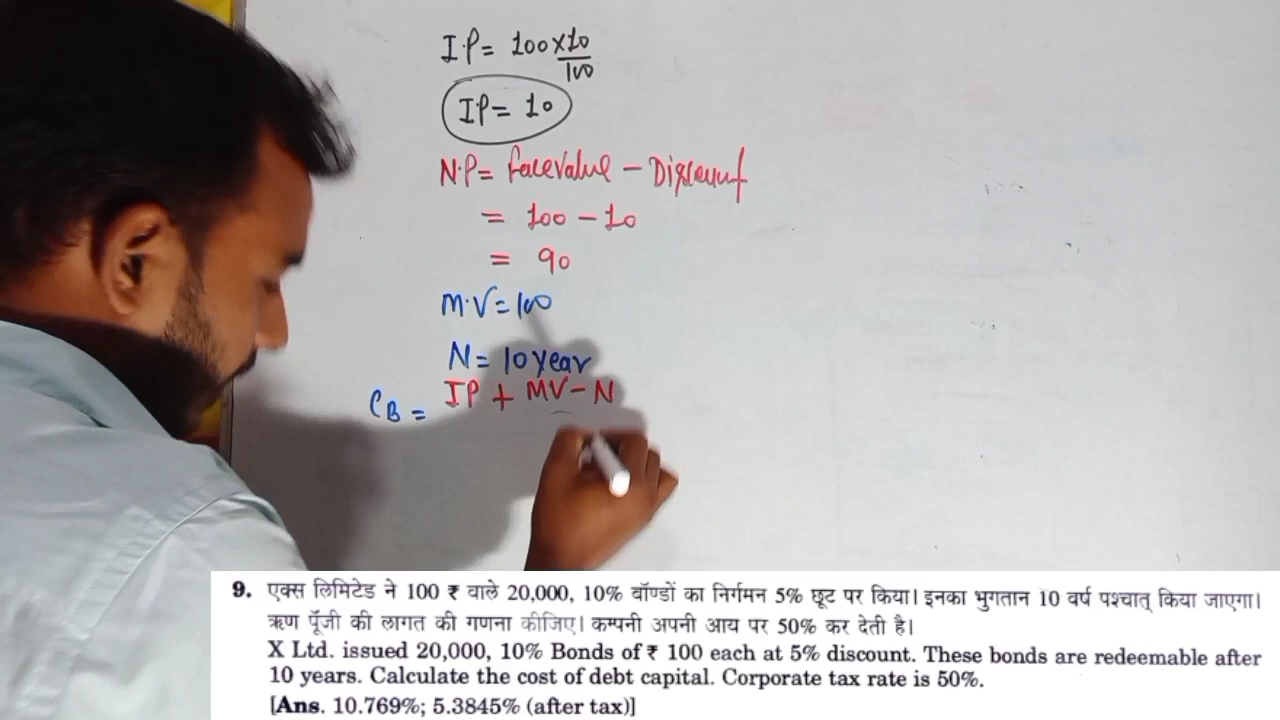 I.P= 100×10/100
IP= 10
N.P= facevalue - Discount
= 100 - 10
= 90
M.V= 100
N= 10 year
CB = IP + MV - N
9. एक्स लिमिटेड ने 100 ₹ वाले 20,000, 10% बॉण्डों का निर्गमन 5% छूट पर किया। इनका भुगतान 10 वर्ष पश्चात् किया जाएगा।
ऋण पूँजी की लागत की गणना कीजिए। कम्पनी अपनी आय पर 50% कर देती है।
X Ltd. issued 20,000, 10% Bonds of ₹ 100 each at 5% discount. These bonds are redeemable after
10 years. Calculate the cost of debt capital. Corporate tax rate is 50%.
[Ans. 10.769%; 5.3845% (after tax)]